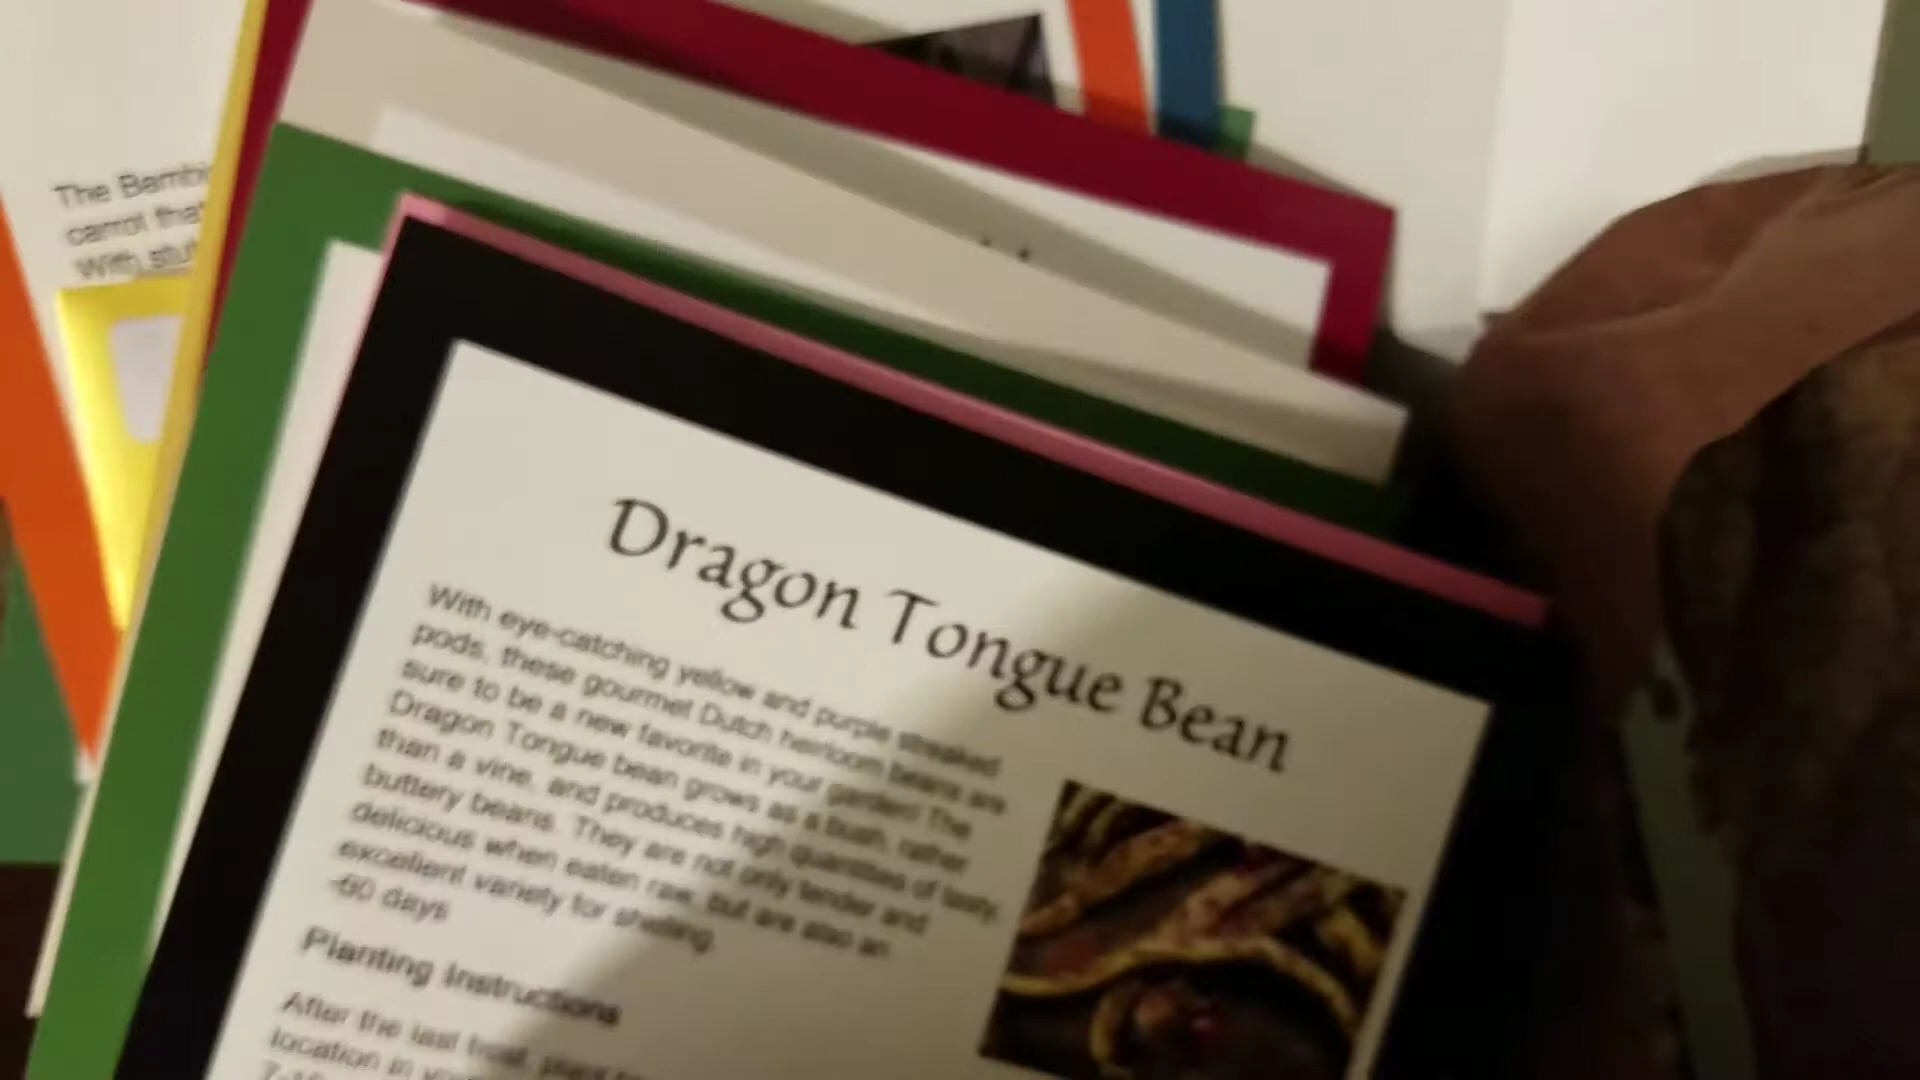 The Bambi
carrot that
With stu
Dragon Tongue Bean
With eye-catching yellow and purple streaked
pods, these gourmet Dutch heirloom beans are
sure to be a new favorite in your garden! The
Dragon Tongue bean grows as a bush, rather
than a vine, and produces high quantities of tasty,
buttery beans. They are not only tender and
delicious when eaten raw, but are also an
excellent variety for shelling.
~60 days
Planting Instructions
After the last frost, plant
location in